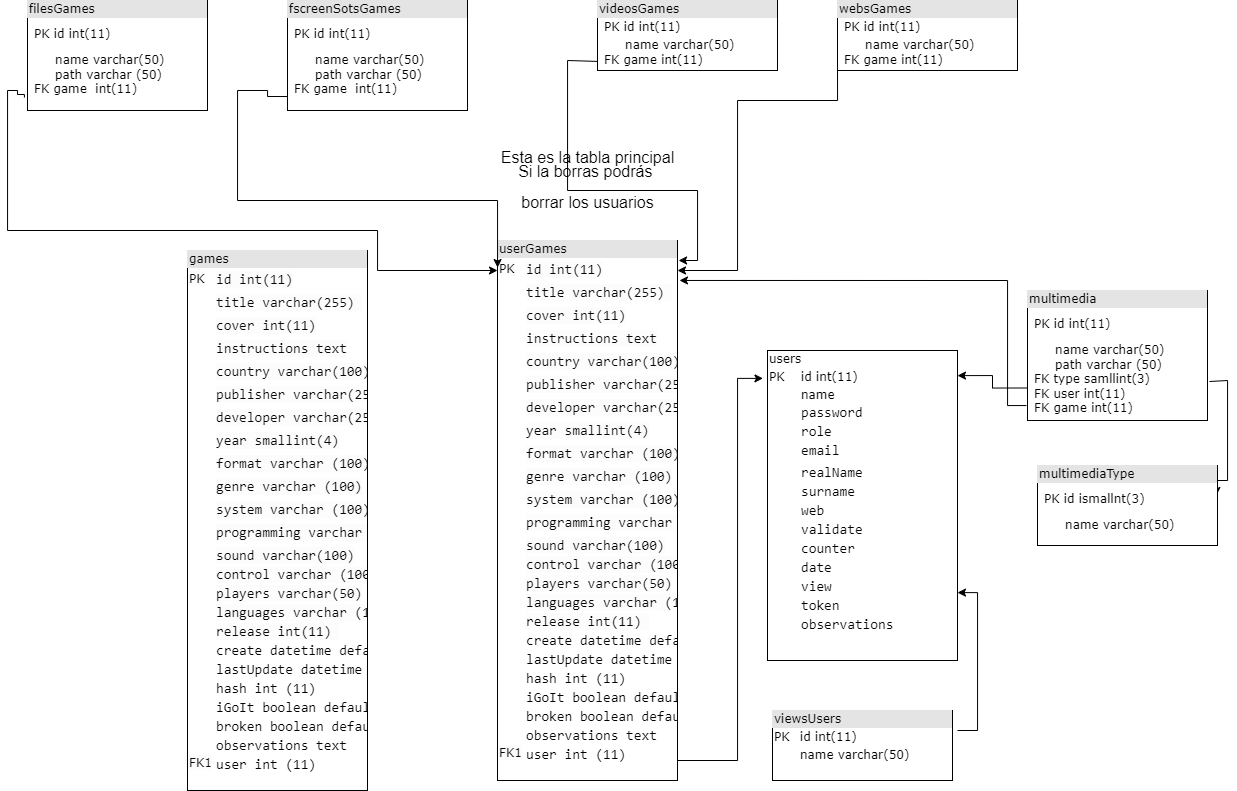 filesGames
PK id int(11)
name varchar(50)
path varchar (50)
FK game  int(11)
fscreenSotsGames
PK id int(11)
name varchar(50)
path varchar (50)
FK game  int(11)
videosGames
PK id int(11)
name varchar(50)
FK game int(11)
websGames
PK id int(11)
name varchar(50)
FK game int(11)
Esta es la tabla principal
Si la borras podrás
borrar los usuarios
games
PK id int(11)
title varchar(255)
cover int(11)
instructions text
country varchar(100)
publisher varchar(25
developer varchar(25
year smallint(4)
format varchar (100)
genre varchar (100)
system varchar (100)
programming varchar
sound varchar(100)
control varchar (100
players varchar(50)
languages varchar (1
release int(11)
create datetime defa
lastUpdate datetime
hash int (11)
iGoIt boolean defaul
broken boolean defau
observations text
FK1 user int (11)
userGames
PK id int(11)
title varchar(255)
cover int(11)
instructions text
country varchar(100)
publisher varchar(25
developer varchar(25
year smallint(4)
format varchar (100)
genre varchar (100)
system varchar (100)
programming varchar
sound varchar(100)
control varchar (100
players varchar(50)
languages varchar (1
release int(11)
create datetime defa
lastUpdate datetime
hash int (11)
iGoIt boolean defaul
broken boolean defau
observations text
FK1 user int (11)
users
PK id int(11)
name
password
role
email
realName
surname
web
validate
counter
date
view
token
observations
viewsUsers
PK id int(11)
name varchar(50)
multimedia
PK id int(11)
name varchar(50)
path varchar (50)
FK type samllint(3)
FK user int(11)
FK game int(11)
multimediaType
PK id ismallnt(3)
name varchar(50)